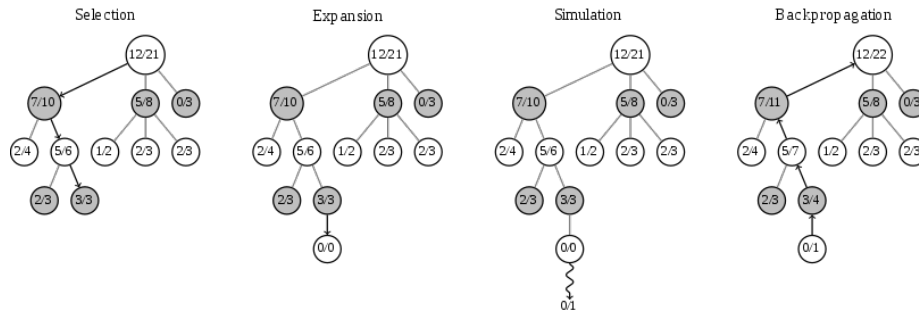 Selection
12/21
7/10 5/8 0/3
2/4 5/6 1/2 2/3 2/3
2/3 3/3
Expansion
12/21
7/10 5/8 0/3
2/4 5/6 1/2 2/3 2/3
2/3 3/3
0/0
Simulation
12/21
7/10 5/8 0/3
2/4 5/6 1/2 2/3 2/3
2/3 3/3
0/0
0/1
Backpropagation
12/22
7/11 5/8 0/3
2/4 5/7 1/2 2/3 2/3
2/3 3/4
0/1